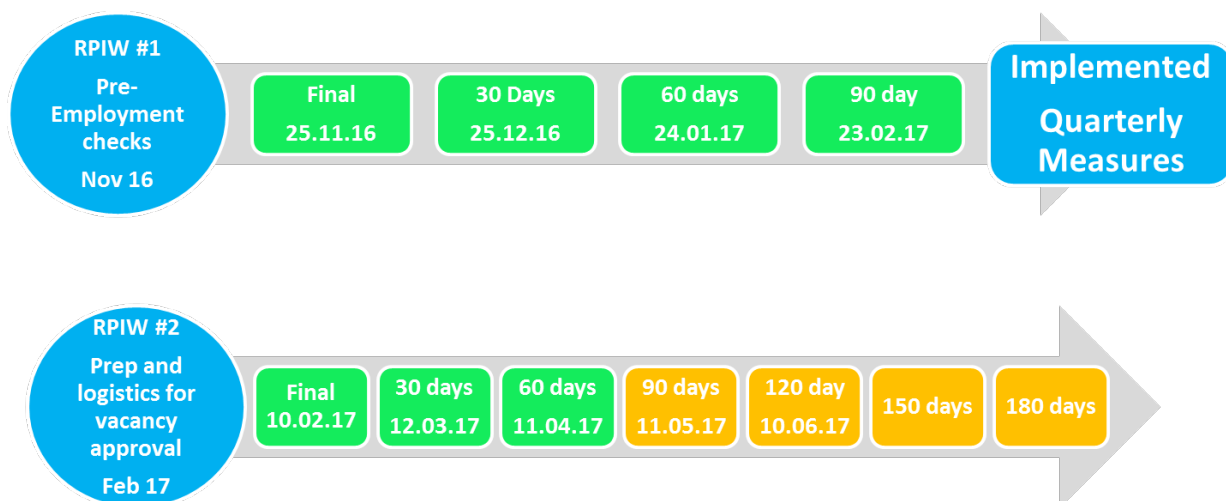 RPIW #1
Pre-
Employment
checks
Nov 16
Final
25.11.16
30 Days
25.12.16
60 days
24.01.17
90 day
23.02.17
Implemented
Quarterly
Measures
RPIW #2
Prep and
logistics for
vacancy
approval
Feb 17
Final
10.02.17
30 days
12.03.17
60 days
11.04.17
90 days
11.05.17
120 day
10.06.17
150 days
180 days